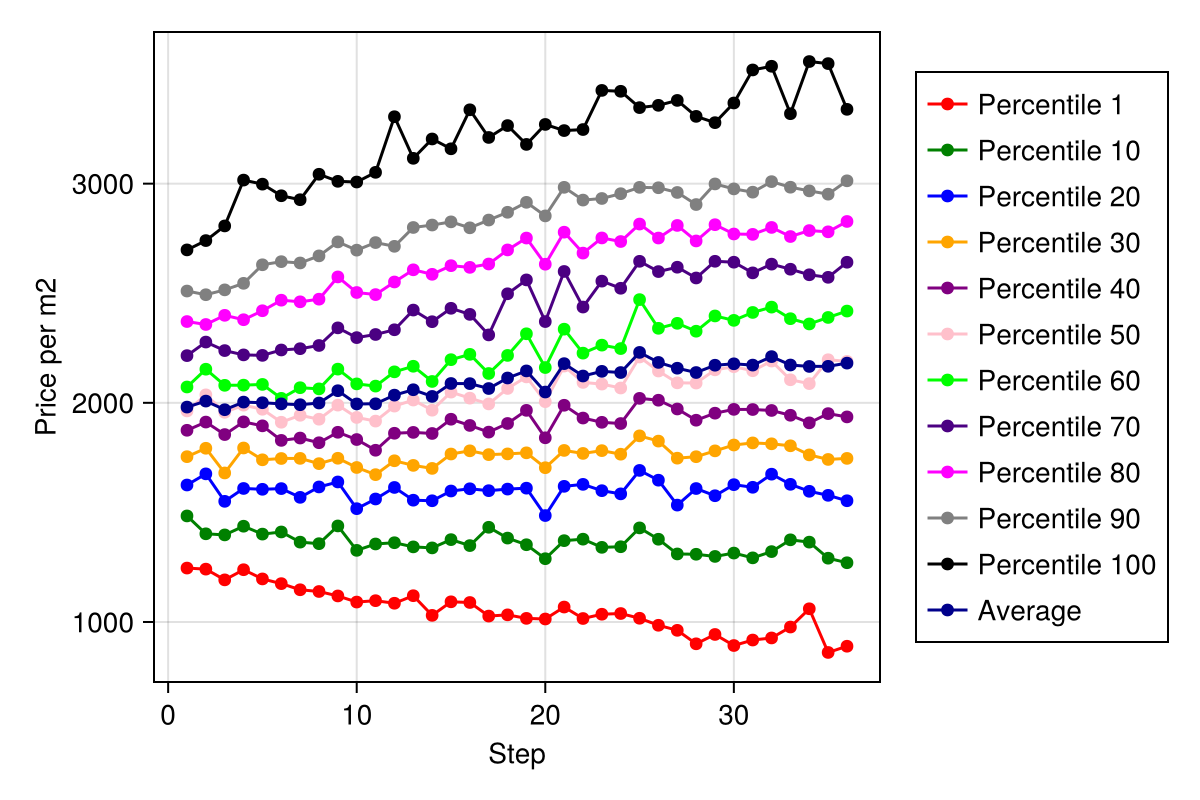 Price per m2
3000
2000
1000
0 10 20 30
Step
Percentile 1
Percentile 10
Percentile 20
Percentile 30
Percentile 40
Percentile 50
Percentile 60
Percentile 70
Percentile 80
Percentile 90
Percentile 100
Average